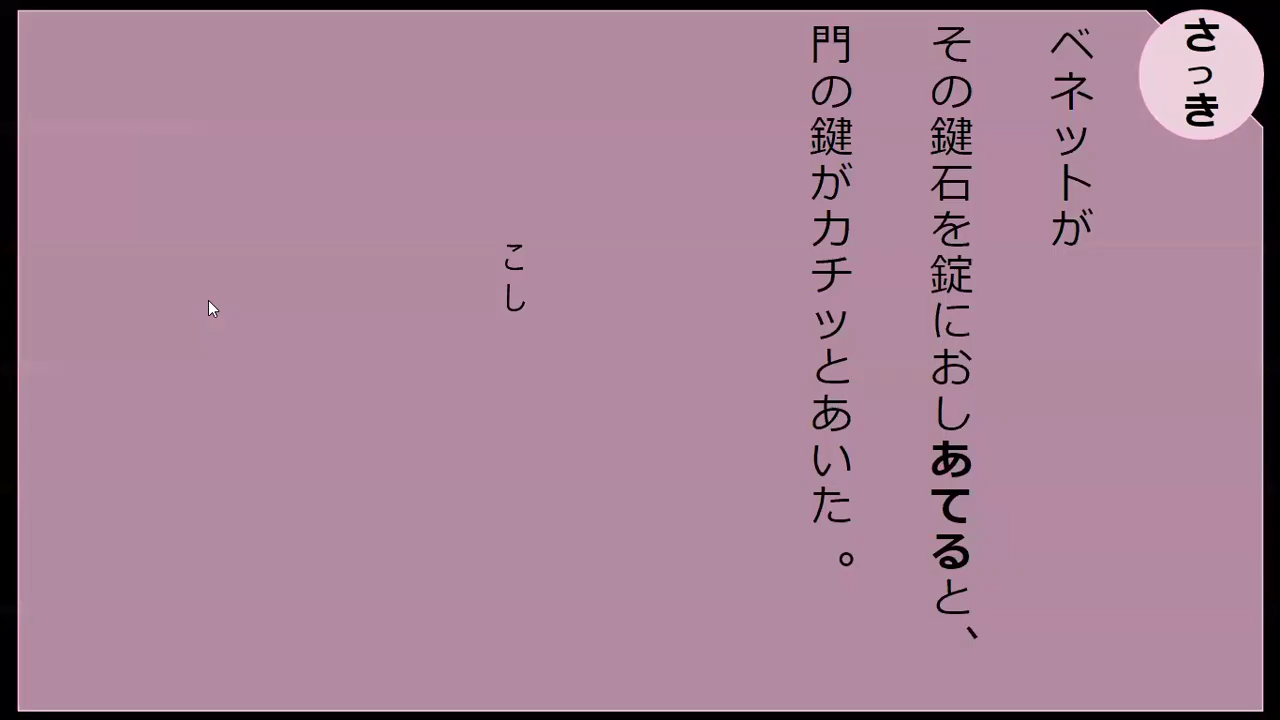 さっき
ベネットが
その鍵石を錠におしあてると、
門の鍵がカチッとあいた。
こし